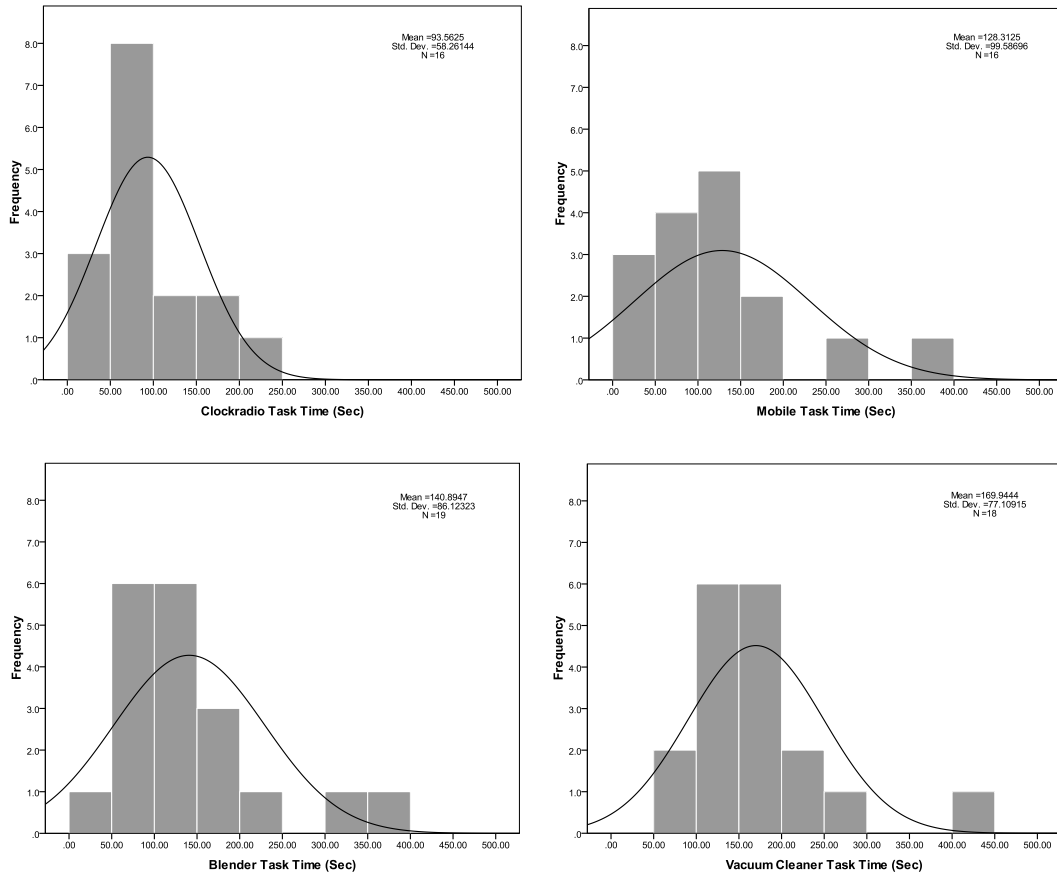 Mean =93.5625
Std. Dev. =58.26144
N =16
8.0
7.0
6.0
5.0
4.0
3.0
2.0
1.0
.0
Frequency
.00 50.00 100.00 150.00 200.00 250.00 300.00 350.00 400.00 450.00 500.00
Clockradio Task Time (Sec)
Mean =128.3125
Std. Dev. =99.58696
N =16
8.0
7.0
6.0
5.0
4.0
3.0
2.0
1.0
.0
Frequency
.00 50.00 100.00 150.00 200.00 250.00 300.00 350.00 400.00 450.00 500.00
Mobile Task Time (Sec)
Mean =140.8947
Std. Dev. =86.12323
N =19
8.0
7.0
6.0
5.0
4.0
3.0
2.0
1.0
.0
Frequency
.00 50.00 100.00 150.00 200.00 250.00 300.00 350.00 400.00 450.00 500.00
Blender Task Time (Sec)
Mean =169.9444
Std. Dev. =77.10915
N =18
8.0
7.0
6.0
5.0
4.0
3.0
2.0
1.0
.0
Frequency
.00 50.00 100.00 150.00 200.00 250.00 300.00 350.00 400.00 450.00 500.00
Vacuum Cleaner Task Time (Sec)